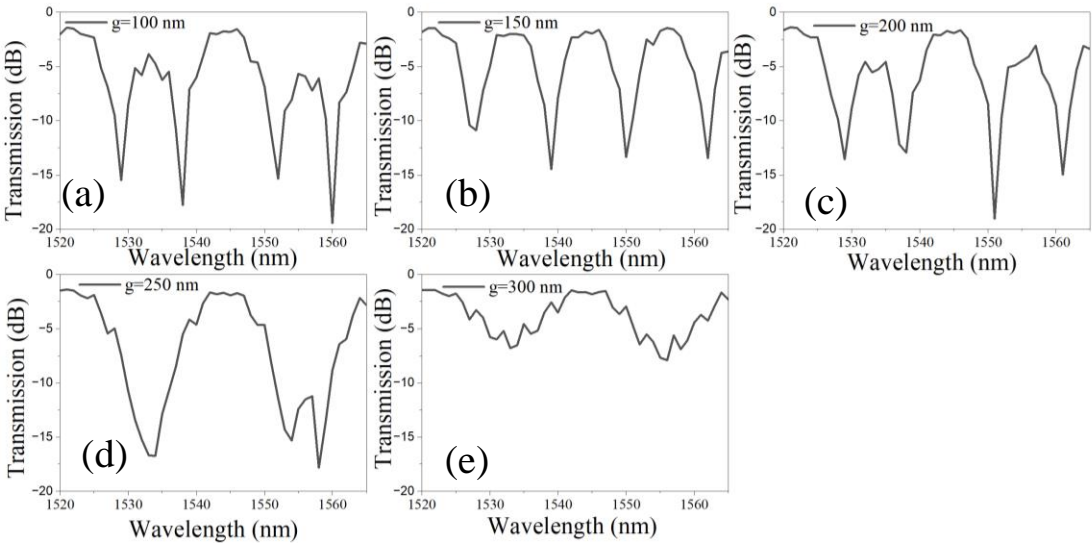 g=100 nm
0
−5
−10
−15
−20
Transmission (dB)
(a)
1520 1530 1540 1550 1560
Wavelength (nm)
g=150 nm
0
−5
−10
−15
−20
Transmission (dB)
(b)
1520 1530 1540 1550 1560
Wavelength (nm)
g=200 nm
0
−5
−10
−15
−20
Transmission (dB)
(c)
1520 1530 1540 1550 1560
Wavelength (nm)
g=250 nm
0
−5
−10
−15
−20
Transmission (dB)
(d)
1520 1530 1540 1550 1560
Wavelength (nm)
g=300 nm
0
−5
−10
−15
−20
Transmission (dB)
(e)
1520 1530 1540 1550 1560
Wavelength (nm)